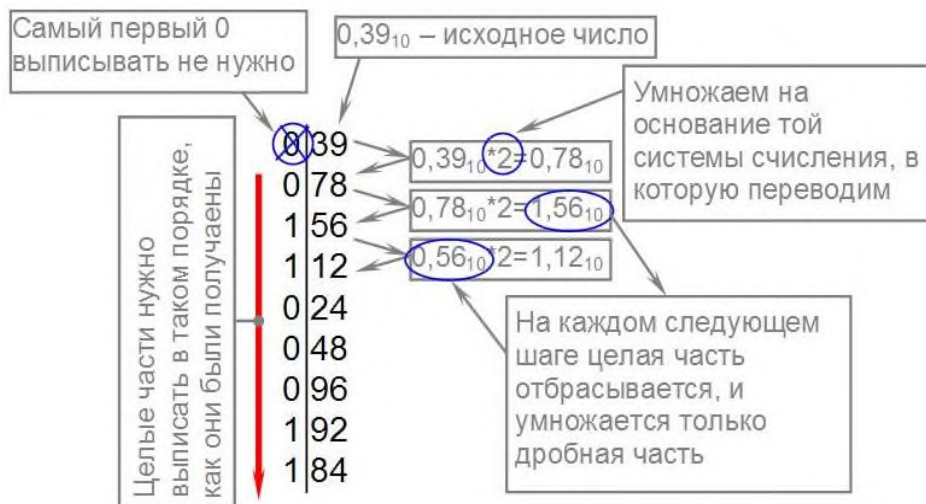 Самый первый 0
выписывать не нужно
0,39₁₀ – исходное число
Умножаем на
основание той
системы счисления, в
которую переводим
Целые части нужно
выписать в таком порядке,
как они были получаены
0 39
0 78
1 56
1 12
0 24
0 48
0 96
1 92
1 84
0,39₁₀*2=0,78₁₀
0,78₁₀*2=1,56₁₀
0,56₁₀*2=1,12₁₀
На каждом следующем
шаге целая часть
отбрасывается, и
умножается только
дробная часть